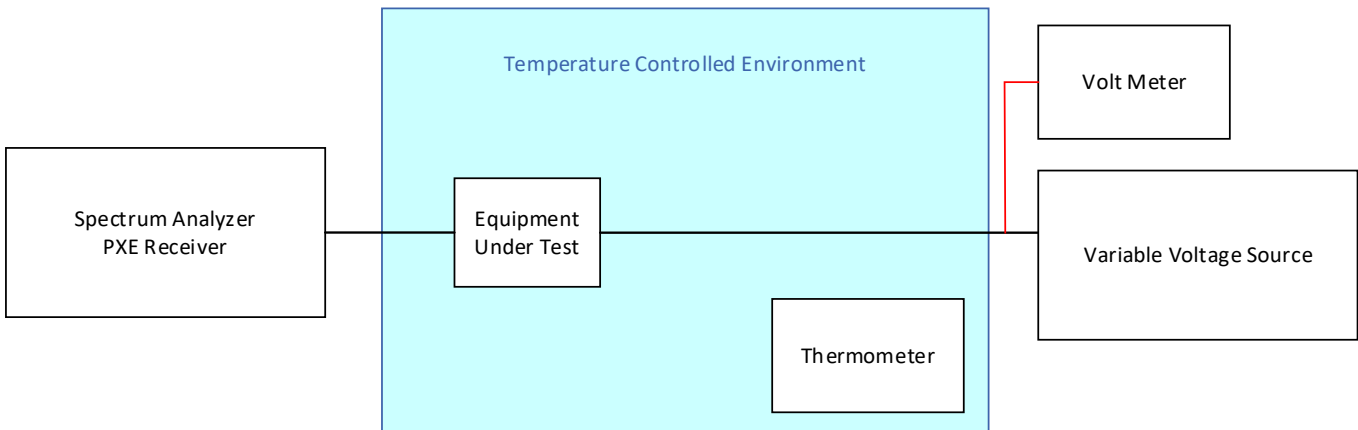 Temperature Controlled Environment
Volt Meter
Spectrum Analyzer
PXE Receiver
Equipment
Under Test
Variable Voltage Source
Thermometer